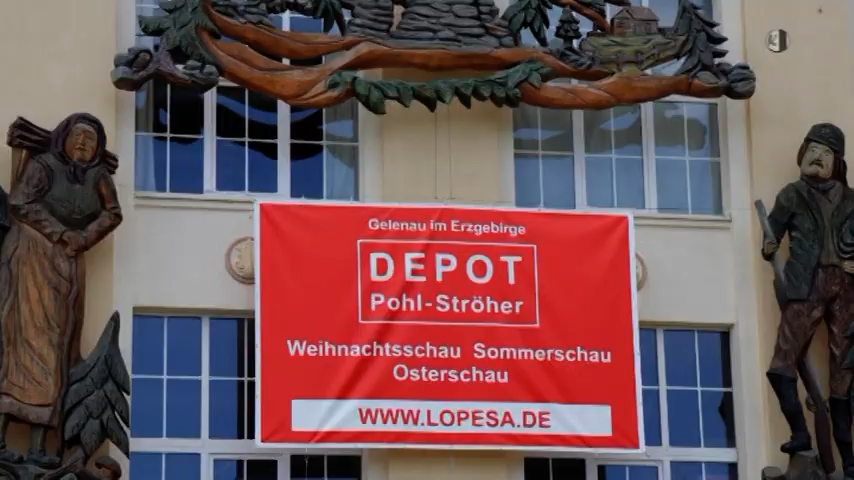 Gelenau im Erzgebirge
DEPOT
Pohl-Ströher
Weihnachtsschau Sommerschau
Osterschau
WWW.LOPESA.DE